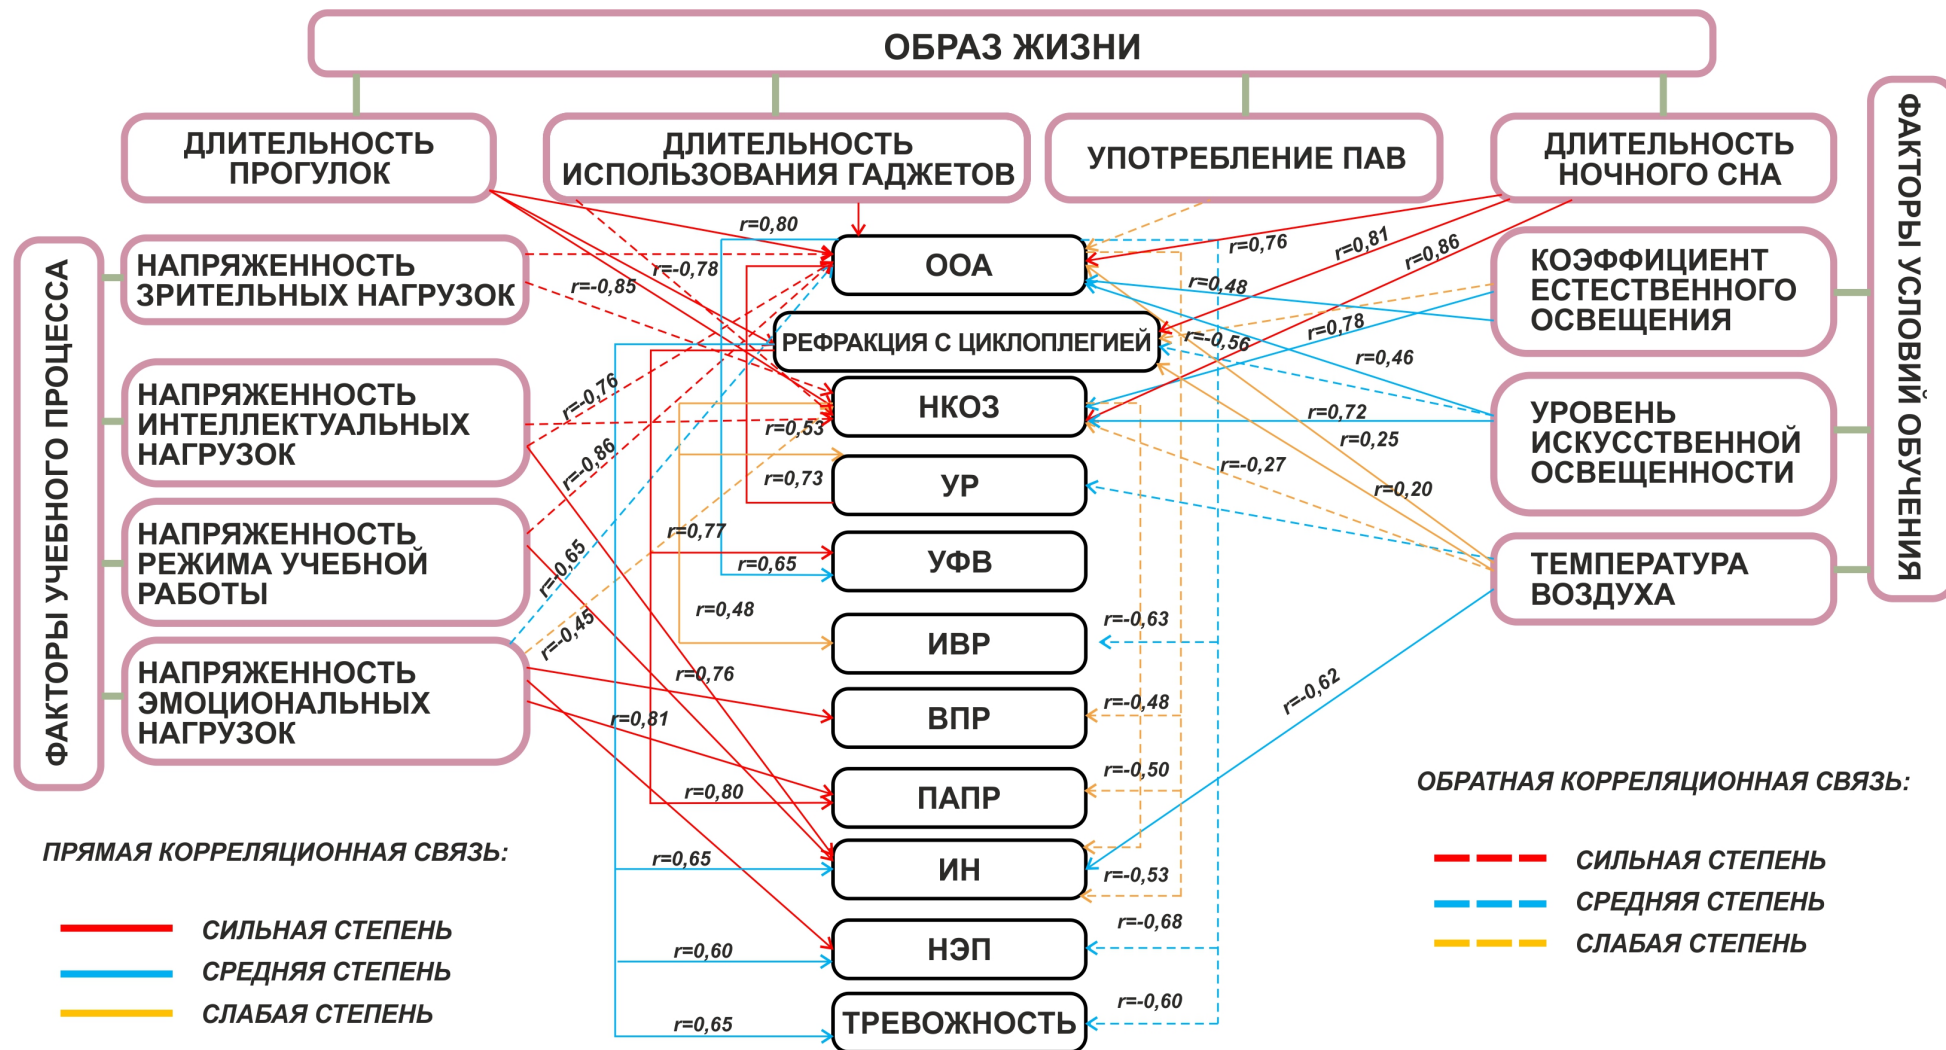 ОБРАЗ ЖИЗНИ
ДЛИТЕЛЬНОСТЬ
ПРОГУЛОК
ДЛИТЕЛЬНОСТЬ
ИСПОЛЬЗОВАНИЯ ГАДЖЕТОВ
УПОТРЕБЛЕНИЕ ПАВ
ДЛИТЕЛЬНОСТЬ
НОЧНОГО СНА
ФАКТОРЫ УЧЕБНОГО ПРОЦЕССА
НАПРЯЖЕННОСТЬ
ЗРИТЕЛЬНЫХ НАГРУЗОК
НАПРЯЖЕННОСТЬ
ИНТЕЛЛЕКТУАЛЬНЫХ
НАГРУЗОК
НАПРЯЖЕННОСТЬ
РЕЖИМА УЧЕБНОЙ
РАБОТЫ
НАПРЯЖЕННОСТЬ
ЭМОЦИОНАЛЬНЫХ
НАГРУЗОК
r=0,80
r=-0,78
r=-0,85
r=-0,76
r=-0,86
r=-0,65
r=-0,45
r=0,53
r=0,73
r=0,77
r=0,65
r=0,48
r=0,76
r=0,81
r=0,80
r=0,65
r=0,60
r=0,65
ООА
РЕФРАКЦИЯ С ЦИКЛОПЛЕГИЕЙ
НКОЗ
УР
УФВ
ИВР
ВПР
ПАПР
ИН
НЭП
ТРЕВОЖНОСТЬ
r=0,76
r=0,81
r=0,86
r=0,48
r=0,78
r=-0,56
r=0,46
r=0,72
r=0,25
r=-0,27
r=0,20
r=-0,63
r=-0,62
r=-0,48
r=-0,50
r=-0,53
r=-0,68
r=-0,60
КОЭФФИЦИЕНТ
ЕСТЕСТВЕННОГО
ОСВЕЩЕНИЯ
УРОВЕНЬ
ИСКУССТВЕННОЙ
ОСВЕЩЕННОСТИ
ТЕМПЕРАТУРА
ВОЗДУХА
ФАКТОРЫ УСЛОВИЙ ОБУЧЕНИЯ
ПРЯМАЯ КОРРЕЛЯЦИОННАЯ СВЯЗЬ:
СИЛЬНАЯ СТЕПЕНЬ
СРЕДНЯЯ СТЕПЕНЬ
СЛАБАЯ СТЕПЕНЬ
ОБРАТНАЯ КОРРЕЛЯЦИОННАЯ СВЯЗЬ:
СИЛЬНАЯ СТЕПЕНЬ
СРЕДНЯЯ СТЕПЕНЬ
СЛАБАЯ СТЕПЕНЬ